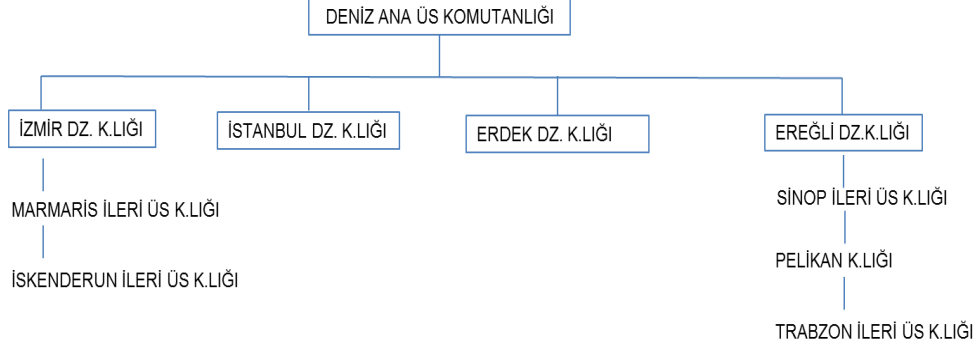 DENİZ ANA ÜS KOMUTANLIĞI
İZMİR DZ. K.LIĞI
İSTANBUL DZ. K.LIĞI
ERDEK DZ. K.LIĞI
EREĞLİ DZ.K.LIĞI
MARMARİS İLERİ ÜS K.LIĞI
İSKENDERUN İLERİ ÜS K.LIĞI
SİNOP İLERİ ÜS K.LIĞI
PELİKAN K.LIĞI
TRABZON İLERİ ÜS K.LIĞI